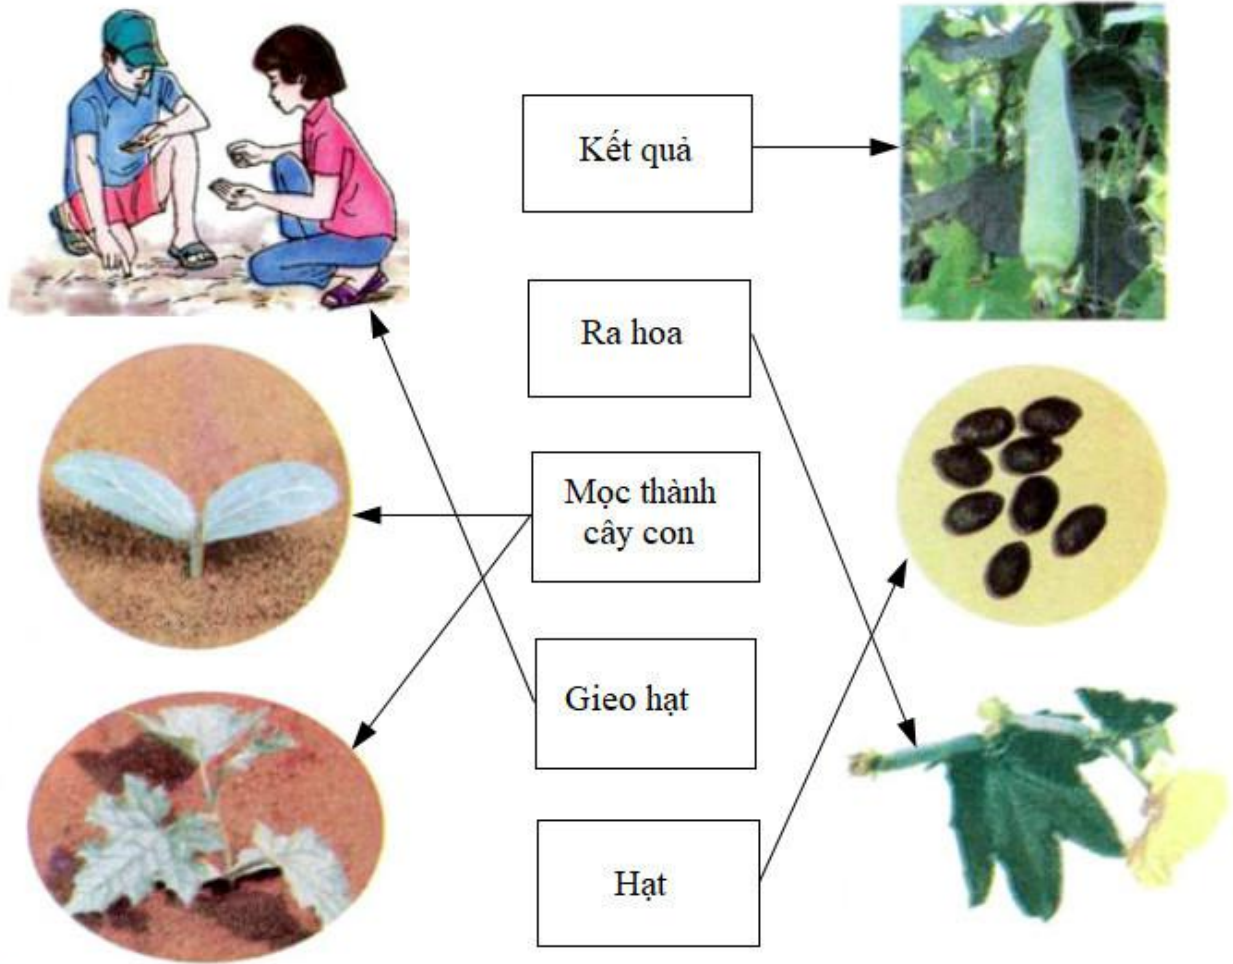 Kết quả
Ra hoa
Mọc thành
cây con
Gieo hạt
Hạt